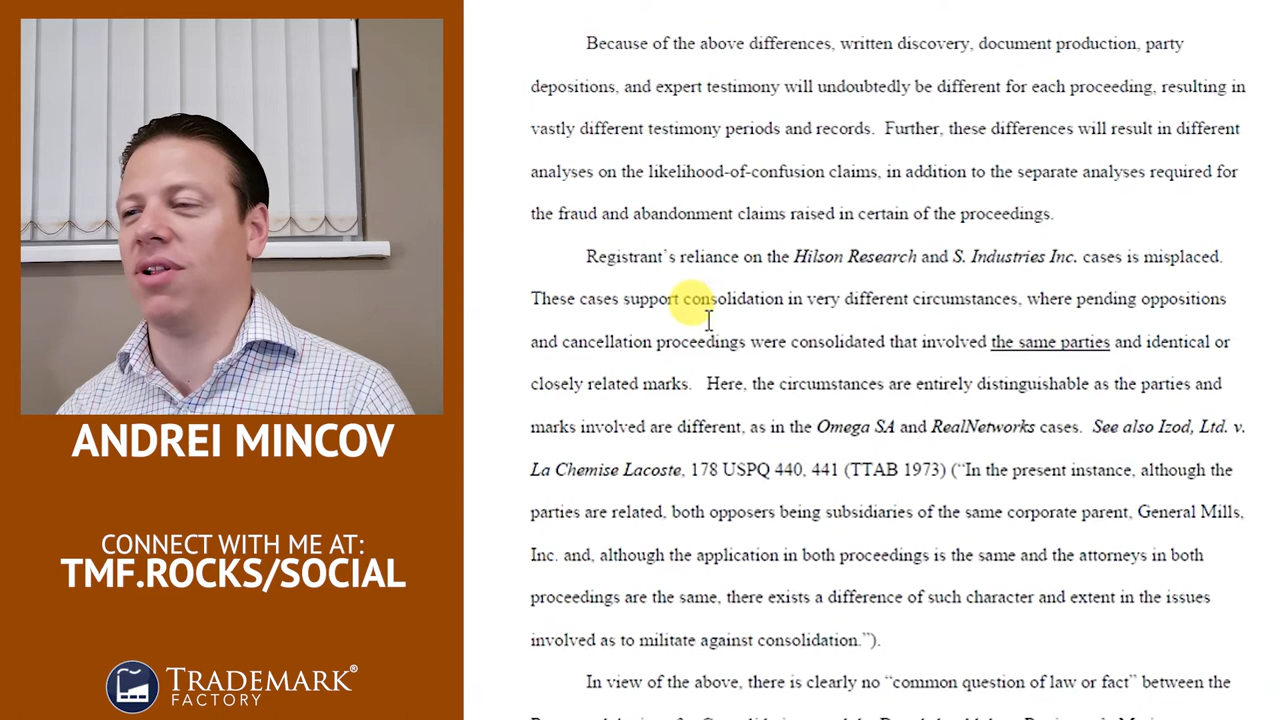 ANDREI MINCOV
CONNECT WITH ME AT:
TMF.ROCKS/SOCIAL
TRADEMARK®
FACTORY
Because of the above differences, written discovery, document production, party
depositions, and expert testimony will undoubtedly be different for each proceeding, resulting in
vastly different testimony periods and records. Further, these differences will result in different
analyses on the likelihood-of-confusion claims, in addition to the separate analyses required for
the fraud and abandonment claims raised in certain of the proceedings.
Registrant's reliance on the Hilson Research and S. Industries Inc. cases is misplaced.
These cases support consolidation in very different circumstances, where pending oppositions
and cancellation proceedings were consolidated that involved the same parties and identical or
closely related marks. Here, the circumstances are entirely distinguishable as the parties and
marks involved are different, as in the Omega SA and RealNetworks cases. See also Izod, Ltd. v.
La Chemise Lacoste, 178 USPQ 440, 441 (TTAB 1973) ("In the present instance, although the
parties are related, both opposers being subsidiaries of the same corporate parent, General Mills,
Inc. and, although the application in both proceedings is the same and the attorneys in both
proceedings are the same, there exists a difference of such character and extent in the issues
involved as to militate against consolidation.").
In view of the above, there is clearly no "common question of law or fact" between the